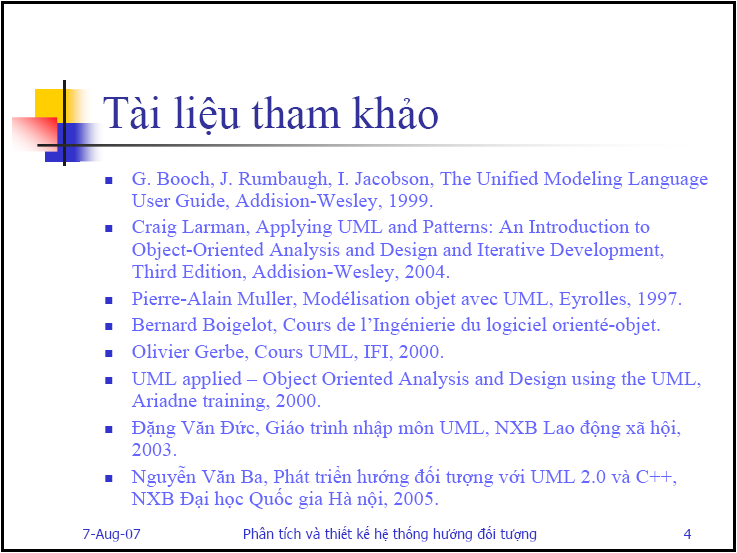 Tài liệu tham khảo
G. Booch, J. Rumbaugh, I. Jacobson, The Unified Modeling Language
User Guide, Addision-Wesley, 1999.
Craig Larman, Applying UML and Patterns: An Introduction to
Object-Oriented Analysis and Design and Iterative Development,
Third Edition, Addision-Wesley, 2004.
Pierre-Alain Muller, Modélisation objet avec UML, Eyrolles, 1997.
Bernard Boigelot, Cours de l’Ingénierie du logiciel orienté-objet.
Olivier Gerbe, Cours UML, IFI, 2000.
UML applied – Object Oriented Analysis and Design using the UML,
Ariadne training, 2000.
Đặng Văn Đức, Giáo trình nhập môn UML, NXB Lao động xã hội,
2003.
Nguyễn Văn Ba, Phát triển hướng đối tượng với UML 2.0 và C++,
NXB Đại học Quốc gia Hà nội, 2005.
7-Aug-07 Phân tích và thiết kế hệ thống hướng đối tượng 4